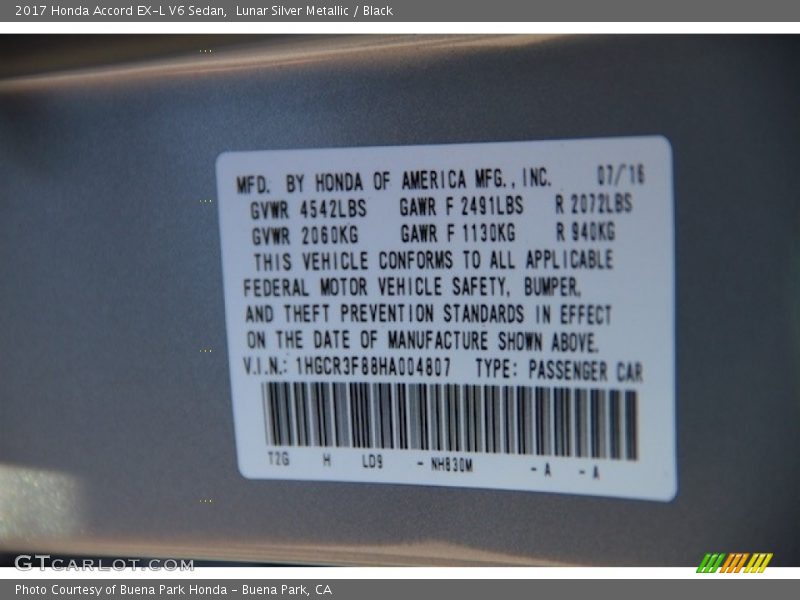 2017 Honda Accord EX-L V6 Sedan,  Lunar Silver Metallic / Black
MFD. BY HONDA OF AMERICA MFG., INC. 07/16
GVWR 4542LBS GAWR F 2491LBS R 2072LBS
GVWR 2060KG GAWR F 1130KG R 940KG
THIS VEHICLE CONFORMS TO ALL APPLICABLE
FEDERAL MOTOR VEHICLE SAFETY, BUMPER,
AND THEFT PREVENTION STANDARDS IN EFFECT
ON THE DATE OF MANUFACTURE SHOWN ABOVE.
V.I.N.: 1HGCR3F88HA004807 TYPE: PASSENGER CAR
T2G H LD9 - NH830M - A - A
GTCARLOT.COM
Photo Courtesy of Buena Park Honda - Buena Park, CA